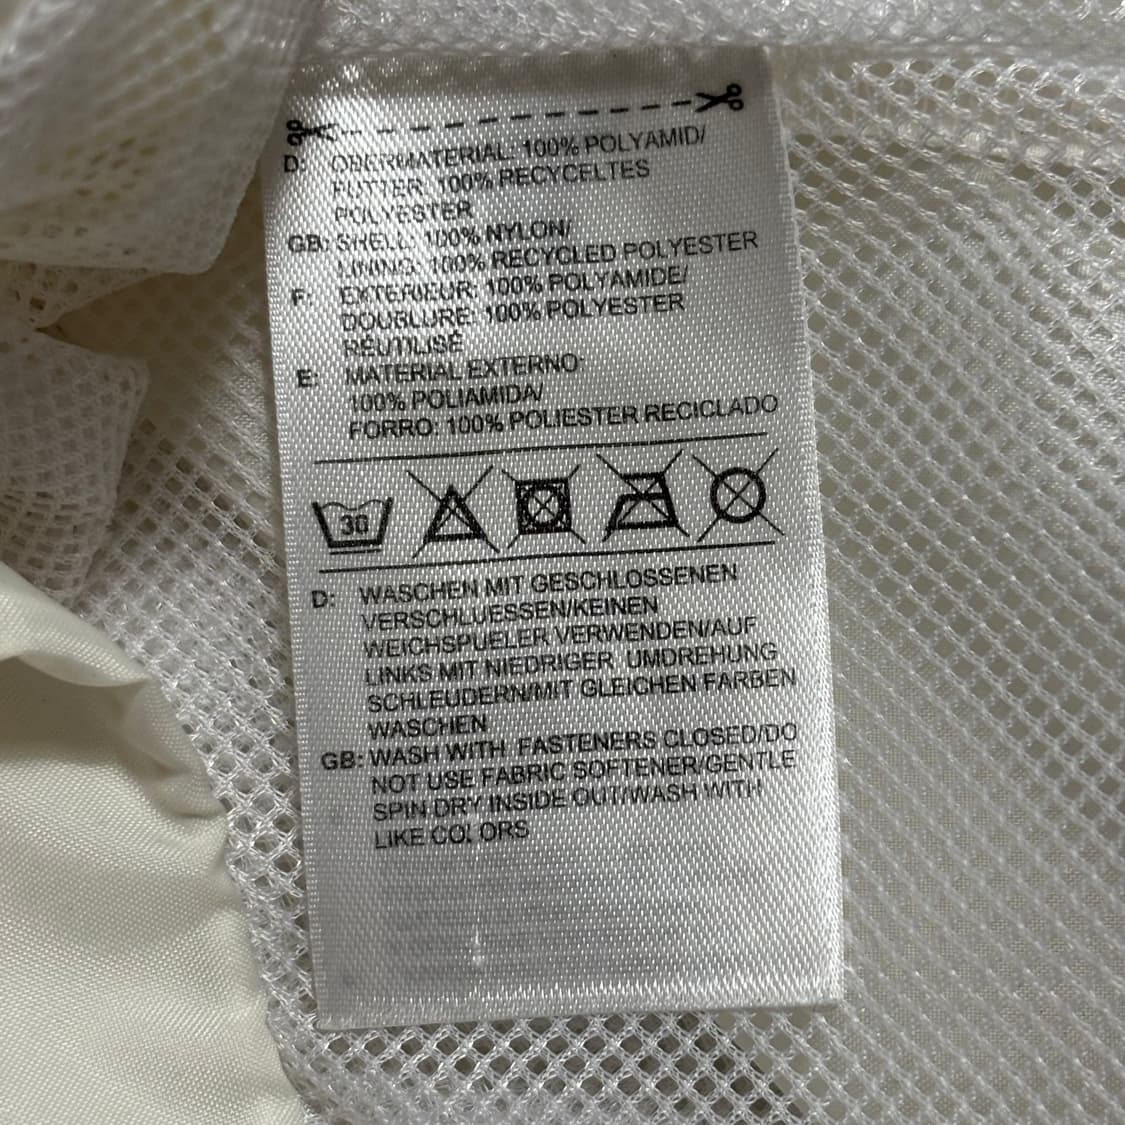 D: OBERMATERIAL: 100% POLYAMID/
FUTTER: 100% RECYCELTES
POLYESTER
GB: SHELL: 100% NYLON/
LINING: 100% RECYCLED POLYESTER
F: EXTERIEUR: 100% POLYAMIDE/
DOUBLURE: 100% POLYESTER
RÉUTILISÉ
E: MATERIAL EXTERNO:
100% POLIAMIDA/
FORRO: 100% POLIESTER RECICLADO
30
D: WASCHEN MIT GESCHLOSSENEN
VERSCHLUESSEN/KEINEN
WEICHSPUELER VERWENDEN/AUF
LINKS MIT NIEDRIGER UMDREHUNG
SCHLEUDERN/MIT GLEICHEN FARBEN
WASCHEN
GB: WASH WITH FASTENERS CLOSED/DO
NOT USE FABRIC SOFTENER/GENTLE
SPIN DRY INSIDE OUT/WASH WITH
LIKE COLORS